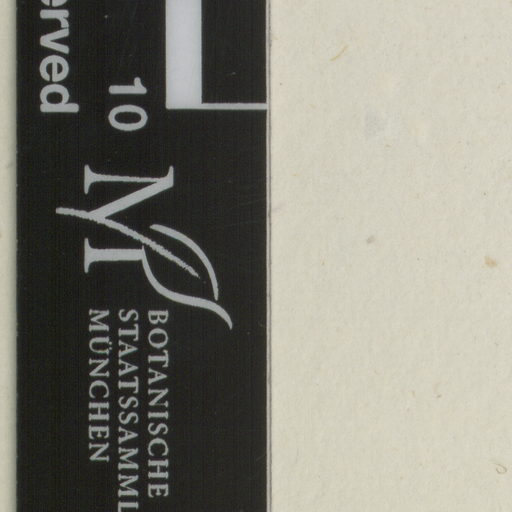 erved
10
BOTANISCHE
STAATSSAMML
MÜNCHEN